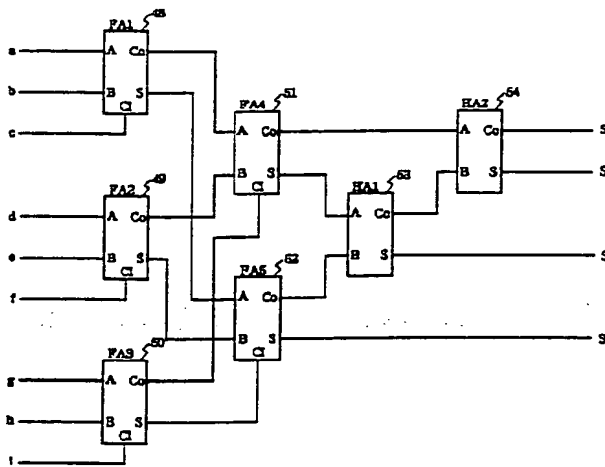 FA1 48
a A Co
b B S
c CI
FA4 51
A Co
B S
CI
HA2 54
A Co S
B S S
FA2 49
d A Co
e B S
f CI
HA1 53
A Co
B S S
FA5 52
A Co
B S S
CI
FA3 50
g A Co
h B S
i CI